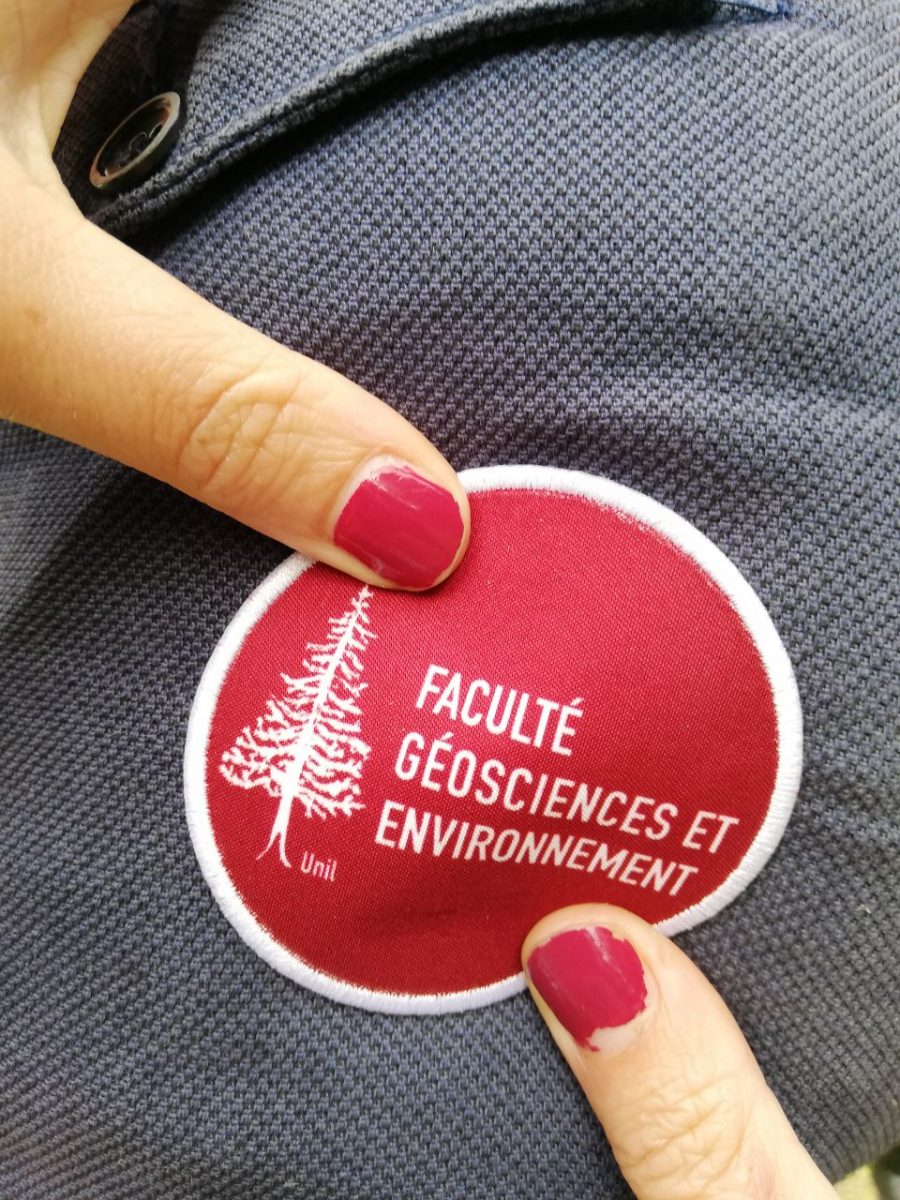 FACULTÉ
GÉOSCIENCES ET
ENVIRONNEMENT
Unil